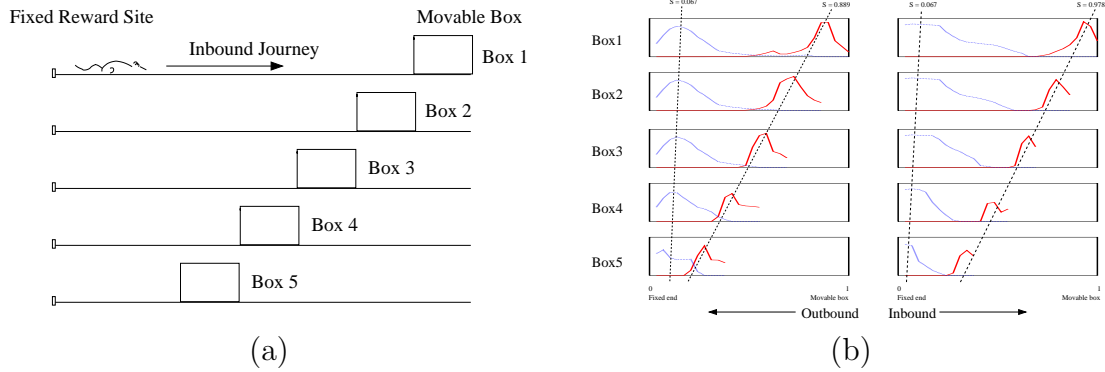 Fixed Reward Site
Movable Box
Inbound Journey
Box 1
Box 2
Box 3
Box 4
Box 5
(a)
S = 0.067
S = 0.889
S = 0.067
S = 0.978
Box1
Box2
Box3
Box4
Box5
0
1
0
1
Fixed end
Movable box
Fixed end
Movable box
Outbound
Inbound
(b)